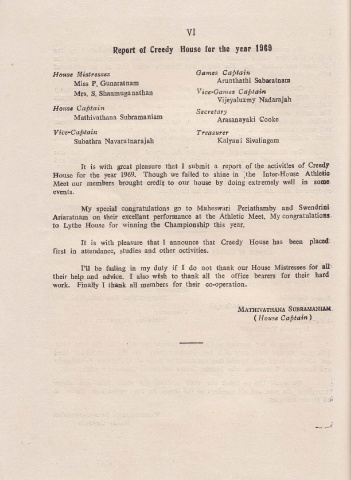 VI
Report of Creedy House for the year 1969
House Mistresses
Miss P. Gunaratnam
Mrs. S. Shanmuganathan
House Captain
Mathivathana Subramaniam
Vice-Captain
Subathra Navaratnarajah
Games Captain
Arunthathi Sabaratnam
Vice-Games Captain
Vijeyaluxmy Nadarajah
Secretary
Arasanayaki Cooke
Treasurer
Kalyani Sivalingam
It is with great pleasure that I submit a report of the activities of Creedy
House for the year 1969. Though we failed to shine in the Inter-House Athletic
Meet our members brought credit to our house by doing extremely well in some
events.
My special congratulations go to Maheswari Periathamby and Swendrini
Asiaratnam on their excellant performance at the Athletic Meet, My congratulations
to Lythe House for winning the Championship this year.
It is with pleasure that I announce that Creedy House has been placed
first in attendance, studies and other activities.
I'll be failing in my duty if I do not thank our House Mistresses for all
their help and advice. I also wish to thank all the office bearers for their hard
work. Finally I thank all members for their co-operation.
MATHIVATHANA SUBRAMANIAM
( House Captain )